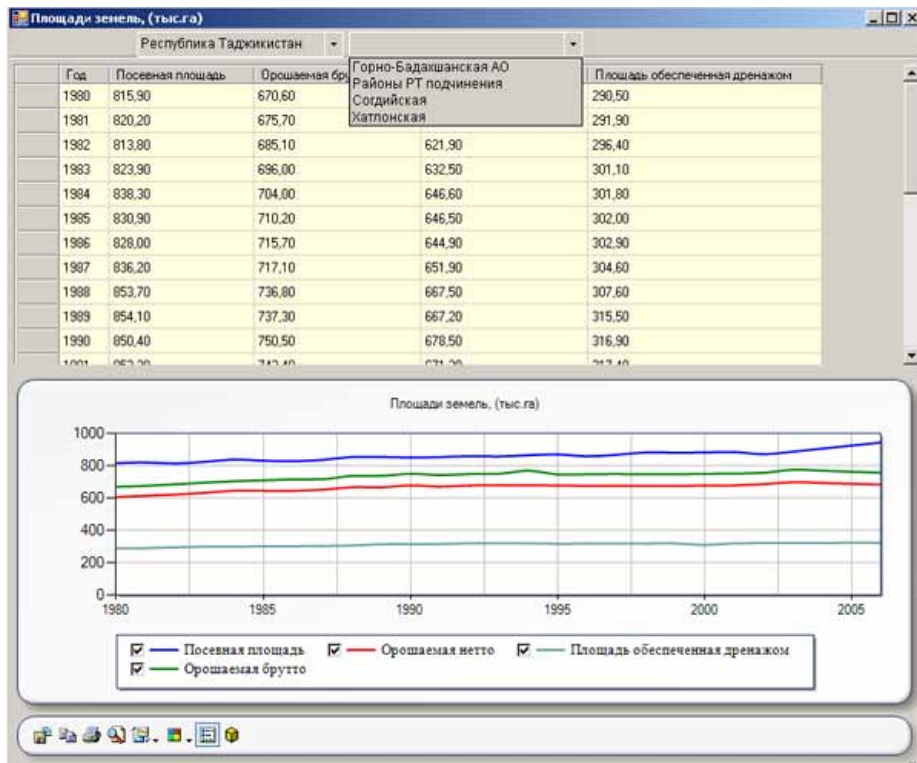 Площади земель, (тыс.га)
Республика Таджикистан
Горно-Бадахшанская АО
Районы РТ подчинения
Согдийская
Хатлонская
Год Посевная площадь Орошаемая Площадь обеспеченная дренажом
1980 815,90 670,60 290,50
1981 820,20 675,70 291,90
1982 813,80 685,10 621,90 296,40
1983 823,90 696,00 632,50 301,10
1984 838,30 704,00 646,60 301,80
1985 830,90 710,20 646,50 302,00
1986 828,00 715,70 644,90 302,90
1987 836,20 717,10 651,90 304,60
1988 853,70 736,80 667,50 307,60
1989 854,10 737,30 667,20 315,50
1990 850,40 750,50 678,50 316,90
Площади земель, (тыс.га)
1000
800
600
400
200
0
1980 1985 1990 1995 2000 2005
Посевная площадь Орошаемая нетто Площадь обеспеченная дренажом
Орошаемая брутто